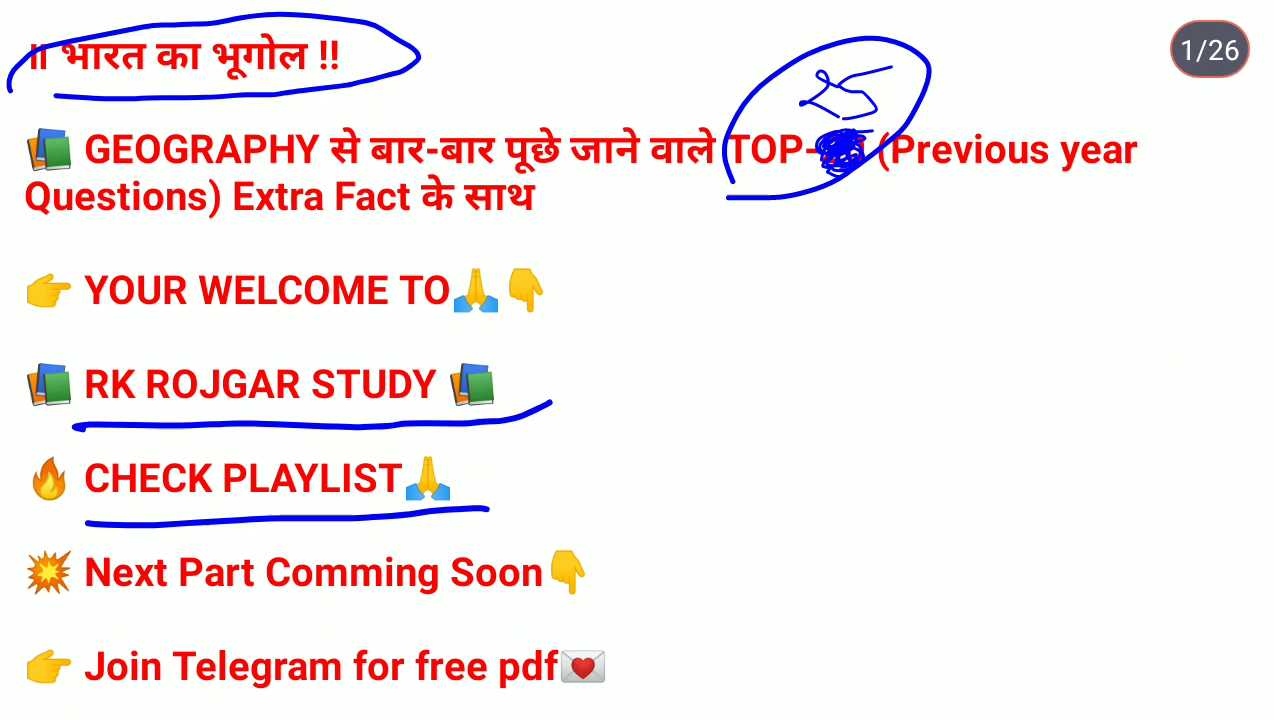 ॥ भारत का भूगोल !!
1/26
📚 GEOGRAPHY से बार-बार पूछे जाने वाले TOP- (Previous year
Questions) Extra Fact के साथ
👉 YOUR WELCOME TO🙏👇
📚 RK ROJGAR STUDY 📚
🔥 CHECK PLAYLIST🙏
💥 Next Part Comming Soon👇
👉 Join Telegram for free pdf💌